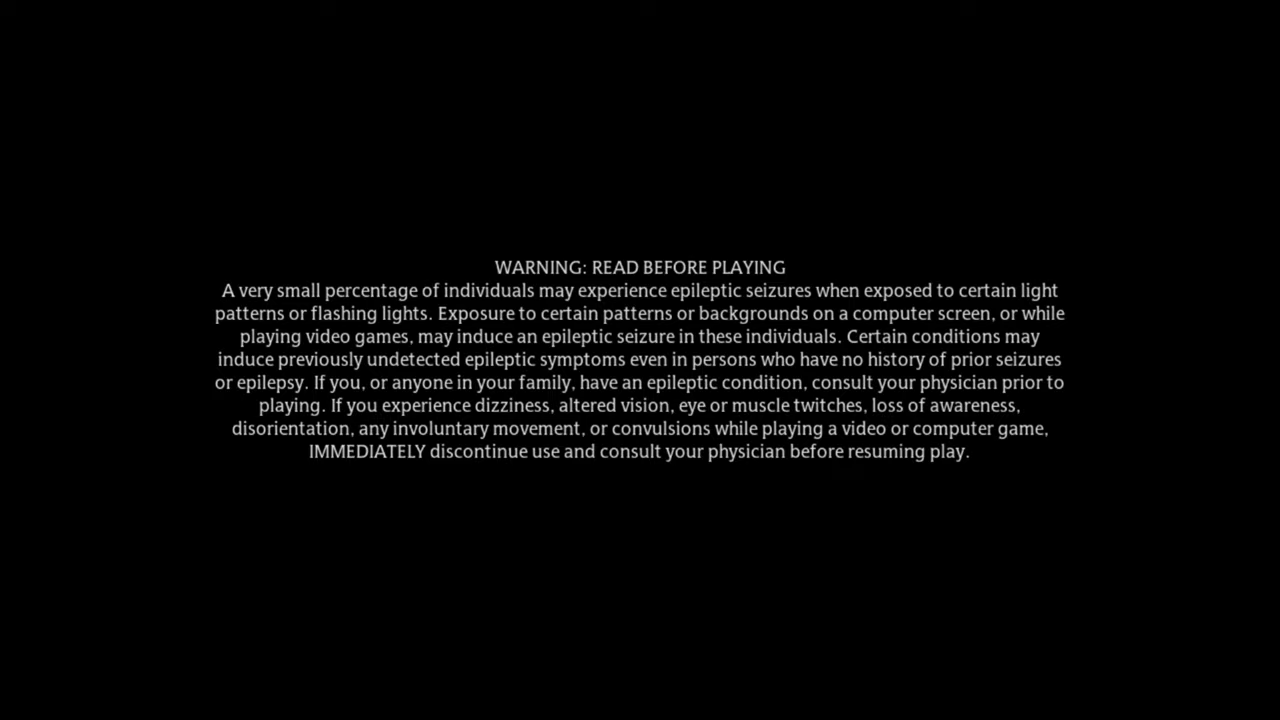 WARNING: READ BEFORE PLAYING
A very small percentage of individuals may experience epileptic seizures when exposed to certain light
patterns or flashing lights. Exposure to certain patterns or backgrounds on a computer screen, or while
playing video games, may induce an epileptic seizure in these individuals. Certain conditions may
induce previously undetected epileptic symptoms even in persons who have no history of prior seizures
or epilepsy. If you, or anyone in your family, have an epileptic condition, consult your physician prior to
playing. If you experience dizziness, altered vision, eye or muscle twitches, loss of awareness,
disorientation, any involuntary movement, or convulsions while playing a video or computer game,
IMMEDIATELY discontinue use and consult your physician before resuming play.